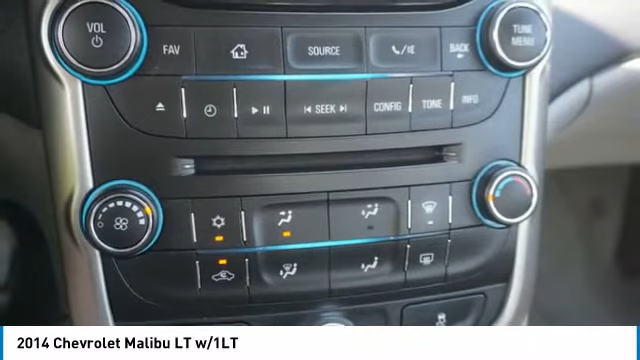 VOL
FAV
SOURCE
BACK
TUNE
MENU
SEEK
CONFIG
TONE
INFO
2014 Chevrolet Malibu LT w/1LT